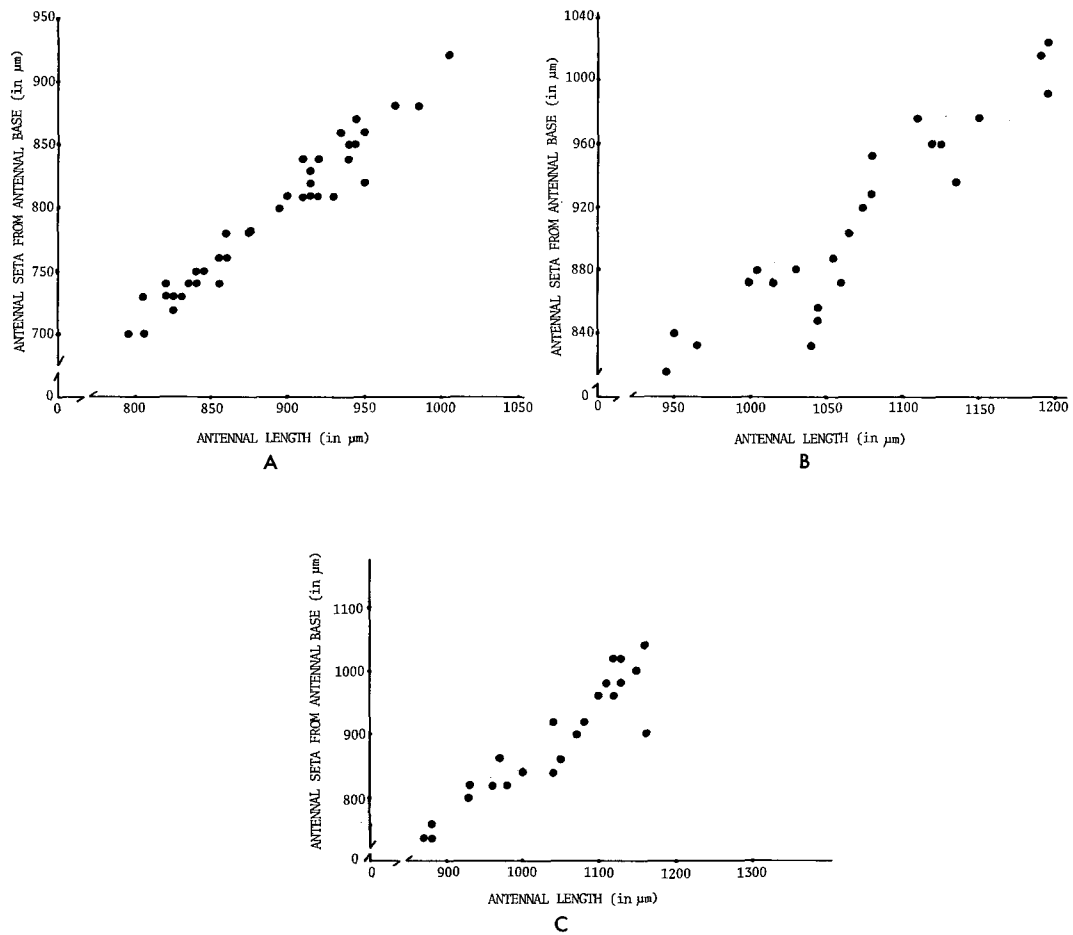 ANTENNAL SETA FROM ANTENNAL BASE (in µm)
950
900
850
800
750
700
0
0 800 850 900 950 1000 1050
ANTENNAL LENGTH (in µm)
A
ANTENNAL SETA FROM ANTENNAL BASE (in µm)
1040
1000
960
920
880
840
0
0 950 1000 1050 1100 1150 1200
ANTENNAL LENGTH (in µm)
B
ANTENNAL SETA FROM ANTENNAL BASE (in µm)
1100
1000
900
800
0
0 900 1000 1100 1200 1300
ANTENNAL LENGTH (in µm)
C